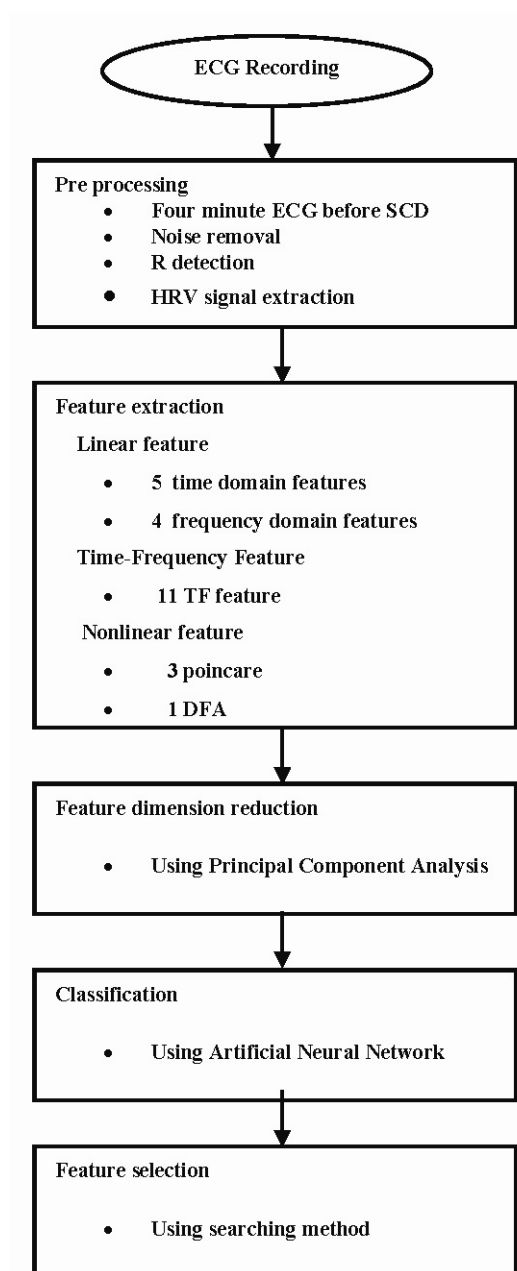 ECG Recording
Pre processing
• Four minute ECG before SCD
• Noise removal
• R detection
• HRV signal extraction
Feature extraction
Linear feature
• 5 time domain features
• 4 frequency domain features
Time-Frequency Feature
• 11 TF feature
Nonlinear feature
• 3 poincare
• 1 DFA
Feature dimension reduction
• Using Principal Component Analysis
Classification
• Using Artificial Neural Network
Feature selection
• Using searching method